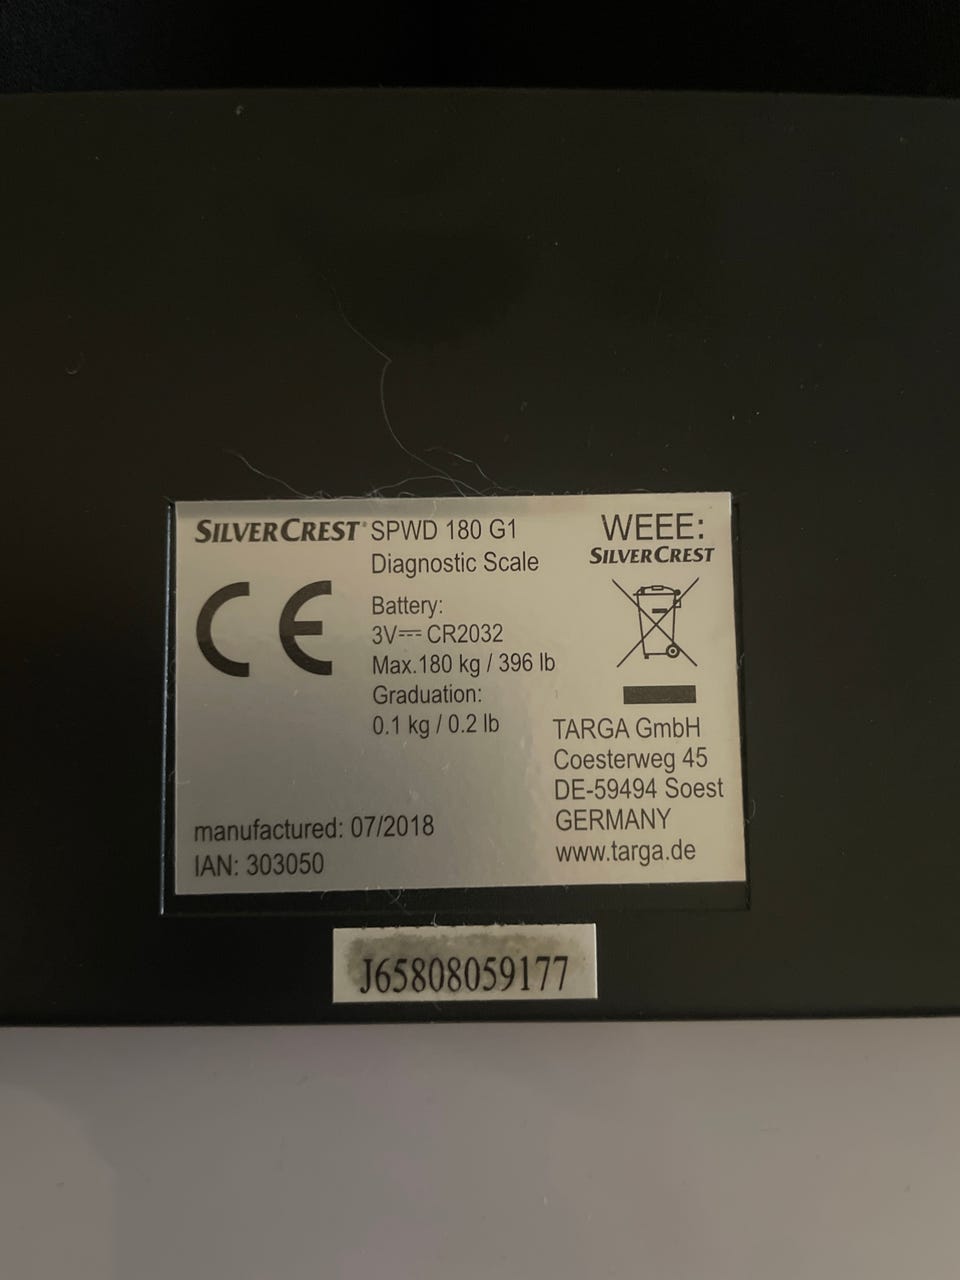 SILVERCREST® SPWD 180 G1
Diagnostic Scale
CE
Battery:
3V⎓ CR2032
Max.180 kg / 396 lb
Graduation:
0.1 kg / 0.2 lb
manufactured: 07/2018
IAN: 303050
WEEE:
SILVERCREST
TARGA GmbH
Coesterweg 45
DE-59494 Soest
GERMANY
www.targa.de
J65808059177